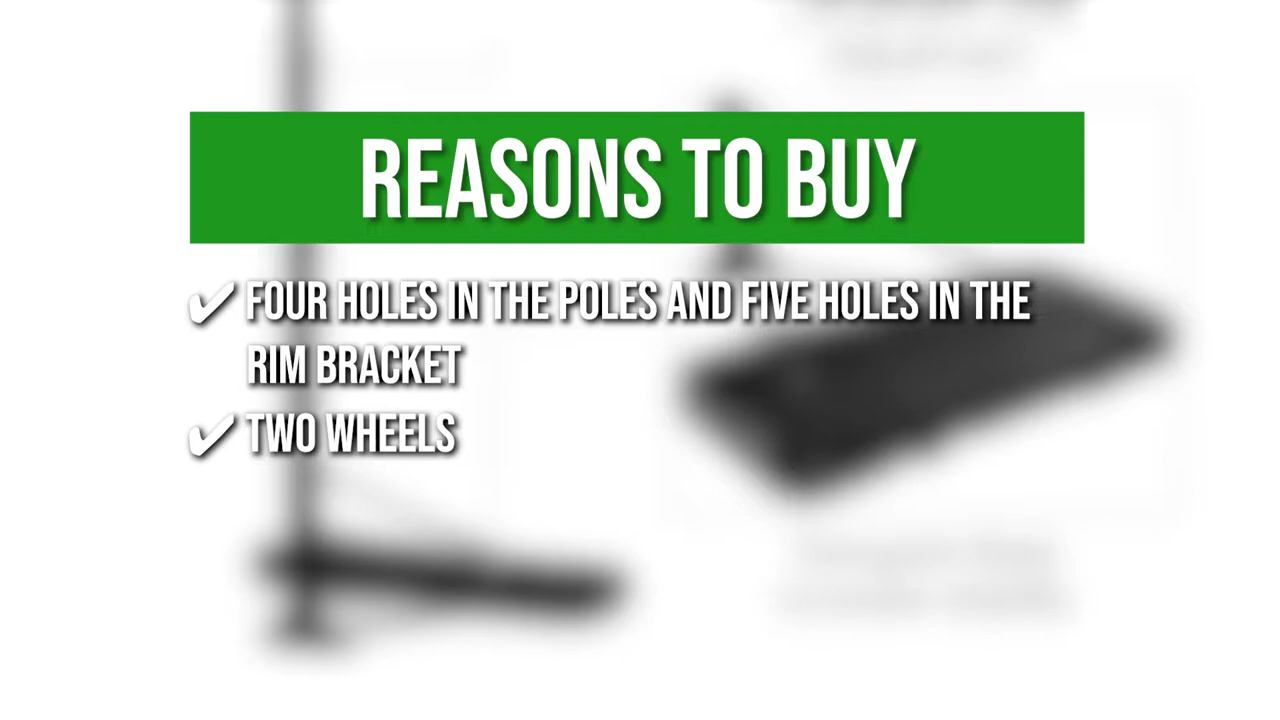 REASONS TO BUY
✔ FOUR HOLES IN THE POLES AND FIVE HOLES IN THE
RIM BRACKET
✔ TWO WHEELS